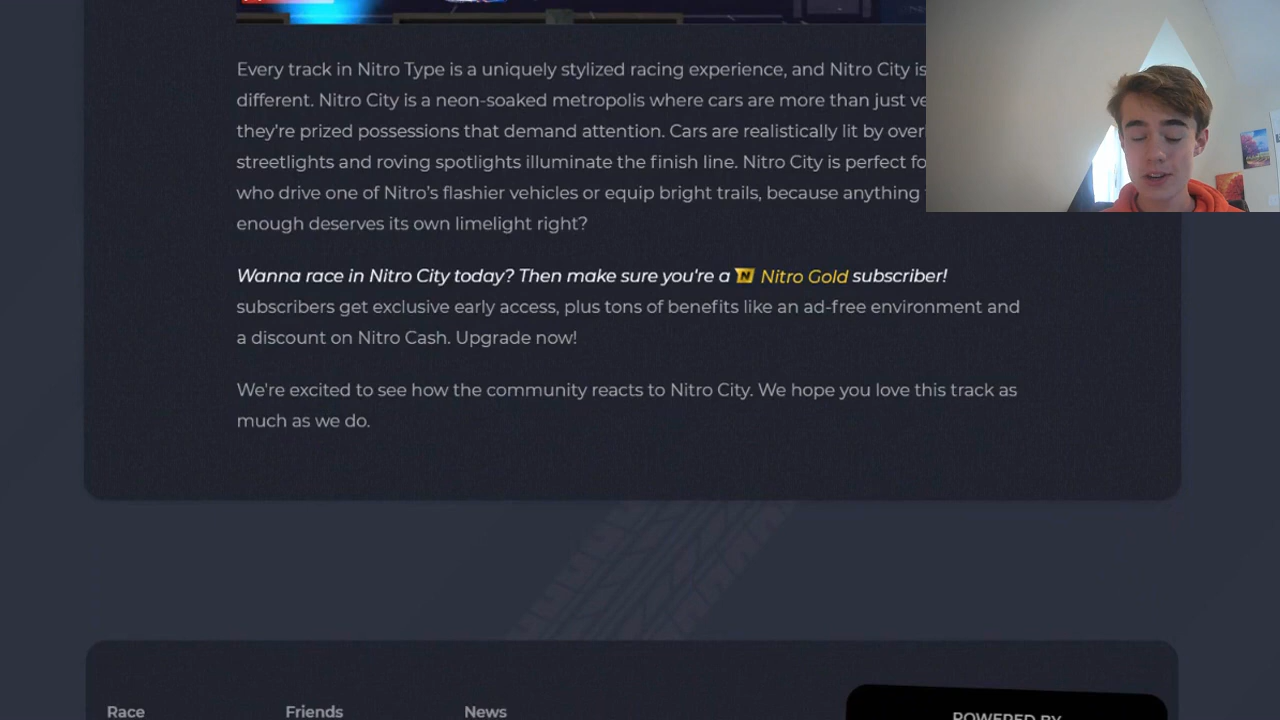 Every track in Nitro Type is a uniquely stylized racing experience, and Nitro City is
different. Nitro City is a neon-soaked metropolis where cars are more than just
they're prized possessions that demand attention. Cars are realistically lit by
streetlights and roving spotlights illuminate the finish line. Nitro City is perfect
who drive one of Nitro's flashier vehicles or equip bright trails, because anything
enough deserves its own limelight right?
Wanna race in Nitro City today? Then make sure you're a N Nitro Gold subscriber!
subscribers get exclusive early access, plus tons of benefits like an ad-free environment and
a discount on Nitro Cash. Upgrade now!
We're excited to see how the community reacts to Nitro City. We hope you love this track as
much as we do.
Race Friends News
POWERED BY